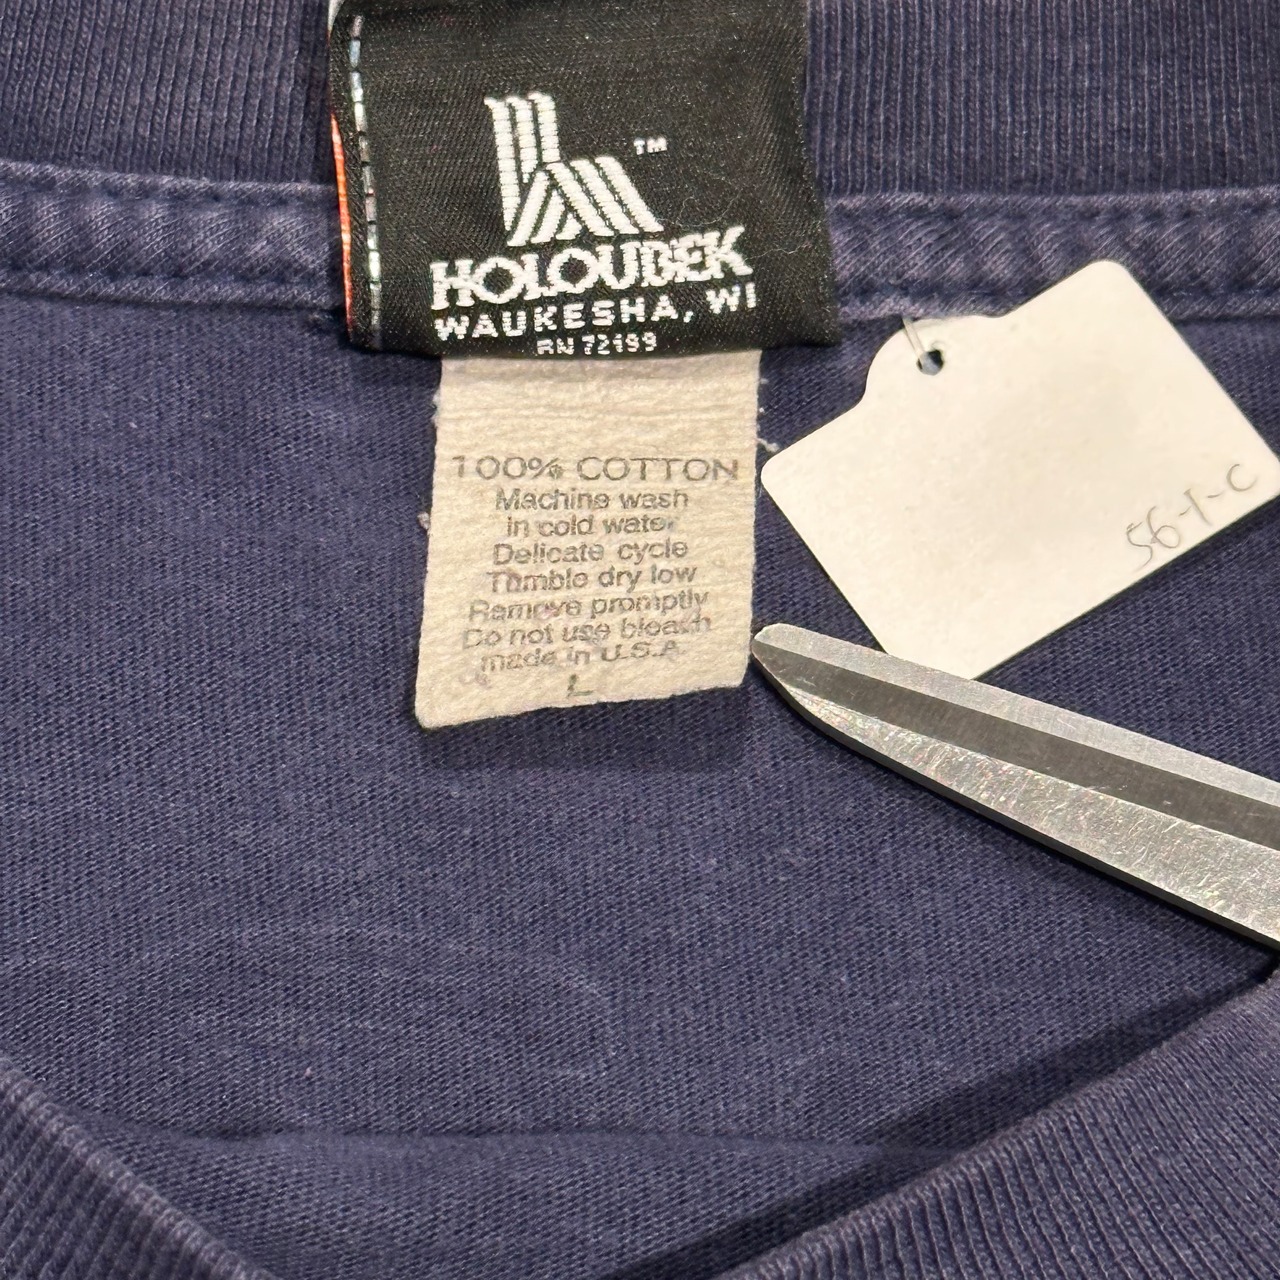 TM
HOLOUBEK
WAUKESHA, WI
RN 72199
100% COTTON
Machine wash
in cold water
Delicate cycle
Tumble dry low
Remove promptly
Do not use bleach
made in U.S.A.
L
56-1-C